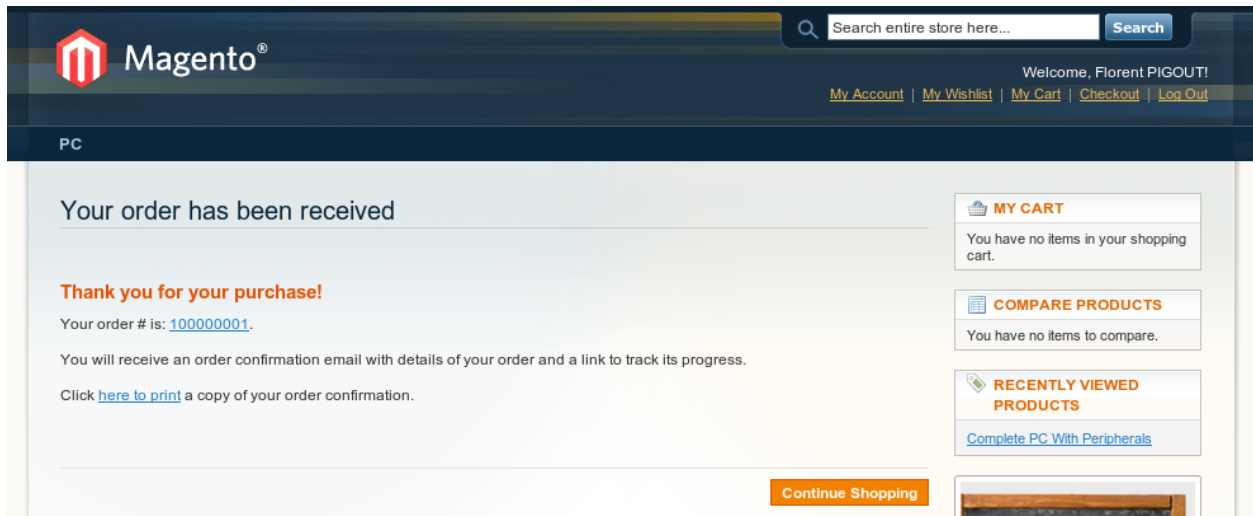 Magento®
Search entire store here...
Search
Welcome, Florent PIGOUT!
My Account | My Wishlist | My Cart | Checkout | Log Out
PC
Your order has been received
Thank you for your purchase!
Your order # is: 100000001.
You will receive an order confirmation email with details of your order and a link to track its progress.
Click here to print a copy of your order confirmation.
Continue Shopping
MY CART
You have no items in your shopping
cart.
COMPARE PRODUCTS
You have no items to compare.
RECENTLY VIEWED
PRODUCTS
Complete PC With Peripherals